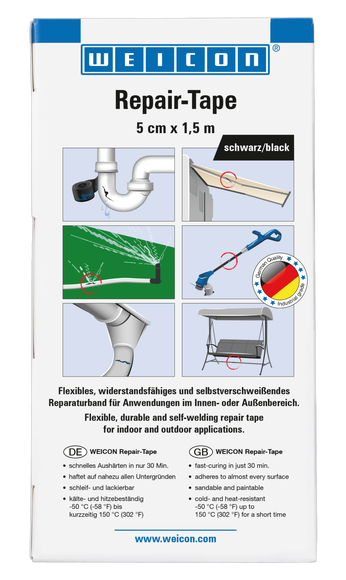 WEICON®
Repair-Tape
5 cm x 1,5 m
schwarz/black
German Quality
Industrial grade
Flexibles, widerstandsfähiges und selbstverschweißendes
Reparaturband für Anwendungen im Innen- oder Außenbereich.
Flexible, durable and self-welding repair tape
for indoor and outdoor applications.
DE WEICON Repair-Tape
• schnelles Aushärten in nur 30 Min.
• haftet auf nahezu allen Untergründen
• schleif- und lackierbar
• kälte- und hitzebeständig
-50 °C (-58 °F) bis
kurzzeitig 150 °C (302 °F)
GB WEICON Repair-Tape
• fast-curing in just 30 min.
• adheres to almost every surface
• sandable and paintable
• cold- and heat-resistant
-50 °C (-58 °F) up to
150 °C (302 °F) for a short time
www.weicon.com